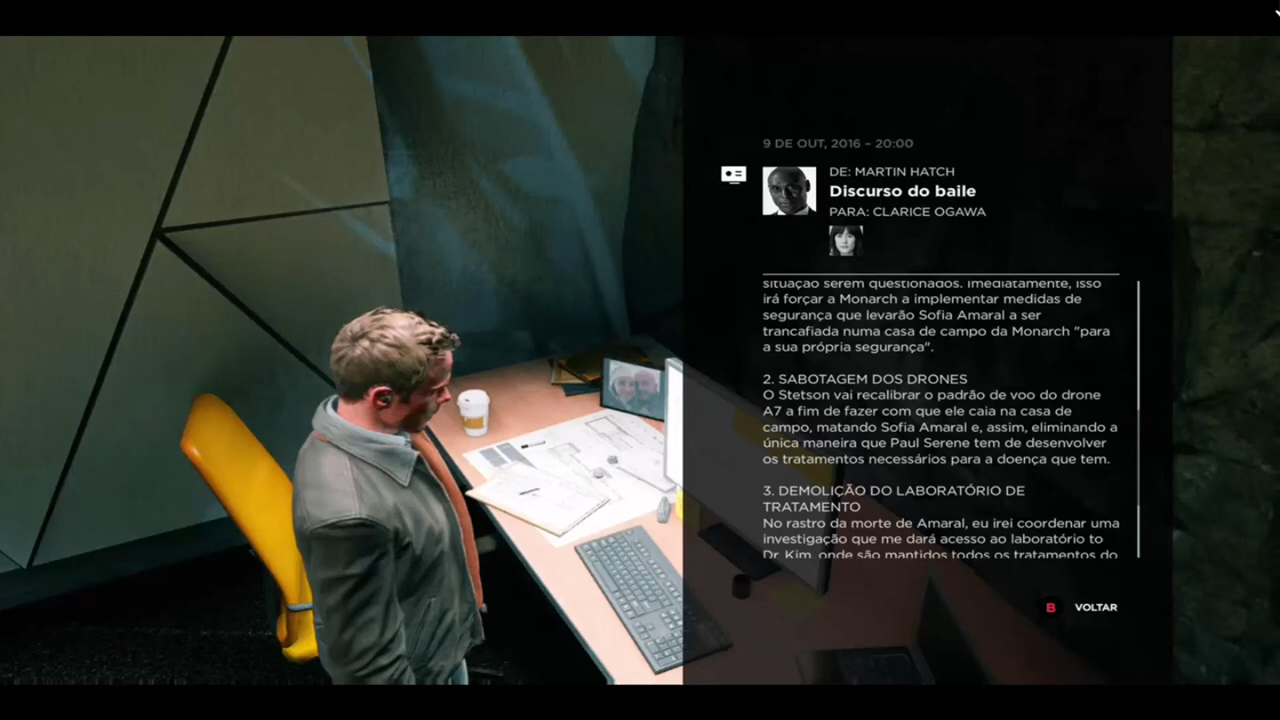 9 DE OUT, 2016 – 20:00
DE: MARTIN HATCH
Discurso do baile
PARA: CLARICE OGAWA
situação serem questionados. Imediatamente, isso
irá forçar a Monarch a implementar medidas de
segurança que levarão Sofia Amaral a ser
trancafiada numa casa de campo da Monarch "para
a sua própria segurança".
2. SABOTAGEM DOS DRONES
O Stetson vai recalibrar o padrão de voo do drone
A7 a fim de fazer com que ele caia na casa de
campo, matando Sofia Amaral e, assim, eliminando a
única maneira que Paul Serene tem de desenvolver
os tratamentos necessários para a doença que tem.
3. DEMOLIÇÃO DO LABORATÓRIO DE
TRATAMENTO
No rastro da morte de Amaral, eu irei coordenar uma
investigação que me dará acesso ao laboratório to
Dr. Kim, onde são mantidos todos os tratamentos do
B VOLTAR